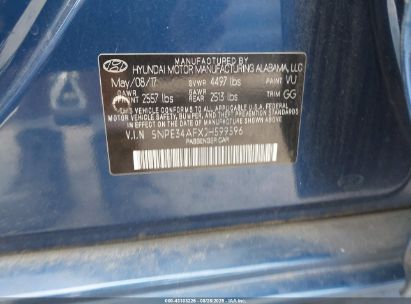 MANUFACTURED BY
HYUNDAI MOTOR MANUFACTURING ALABAMA, LLC
May/08/17 GVWR 4497 lbs PAINT VU
GAWR GAWR TRIM GG
FRONT 2557 lbs REAR 2513 lbs
THIS VEHICLE CONFORMS TO ALL APPLICABLE U.S. FEDERAL
MOTOR VEHICLE SAFETY, BUMPER, AND THEFT PREVENTION
STANDARDS IN EFFECT ON THE DATE OF MANUFACTURE SHOWN ABOVE.
V.I.N 5NPE34AFX2H599596
PASSENGER CAR